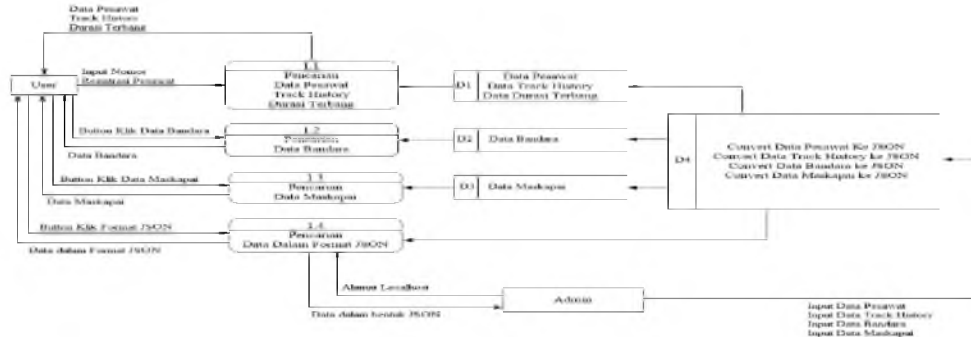 Data Pesawat
Track History
Durasi Terbang
User
Input Nomor
Registrasi Pesawat
1.1
Pencarian
Data Pesawat
Track History
Durasi Terbang
D1
Data Pesawat
Data Track History
Data Durasi Terbang
Button Klik Data Bandara
Data Bandara
1.2
Pencarian
Data Bandara
D2
Data Bandara
Button Klik Data Maskapai
Data Maskapai
1.3
Pencarian
Data Maskapai
D3
Data Maskapai
D4
Convert Data Pesawat Ke JSON
Convert Data Track History ke JSON
Convert Data Bandara ke JSON
Convert Data Maskapai ke JSON
Button Klik Format JSON
Data dalam Format JSON
1.4
Pencarian
Data Dalam Format JSON
Alamat Localhost
Data dalam bentuk JSON
Admin
Input Data Pesawat
Input Data Track History
Input Data Bandara
Input Data Maskapai